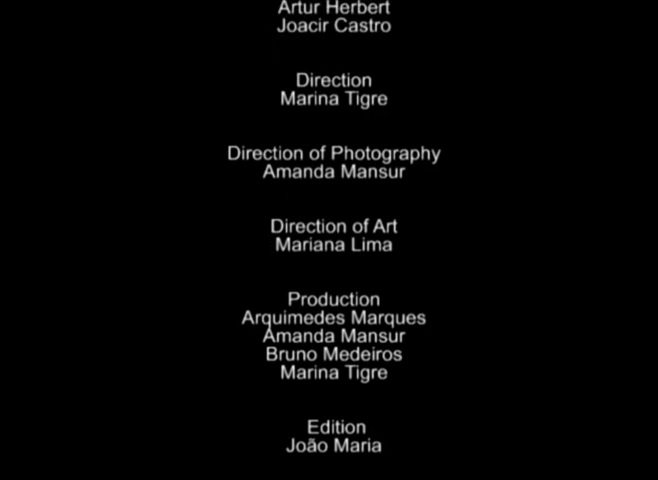 Artur Herbert
Joacir Castro
Direction
Marina Tigre
Direction of Photography
Amanda Mansur
Direction of Art
Mariana Lima
Production
Arquimedes Marques
Amanda Mansur
Bruno Medeiros
Marina Tigre
Edition
João Maria